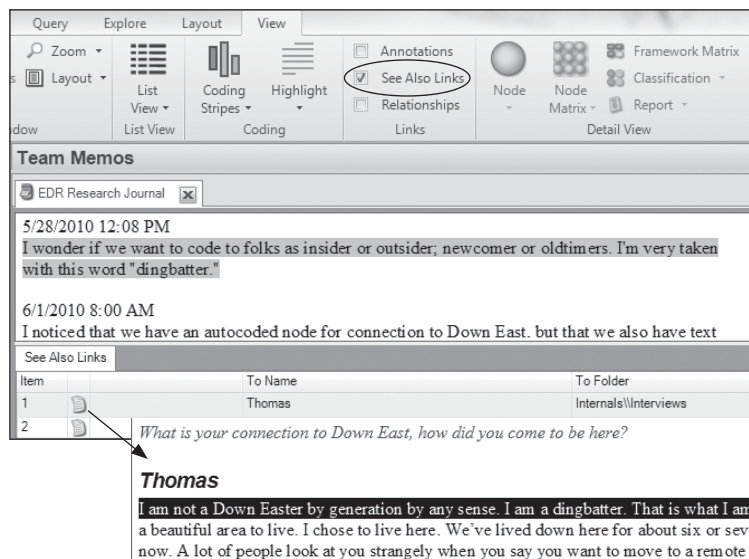 Query Explore Layout View
Zoom Annotations Framework Matrix
s Layout See Also Links Classification
List Coding Highlight Relationships Node Node Report
View Stripes Matrix
dow List View Coding Links Detail View
Team Memos
EDR Research Journal
5/28/2010 12:08 PM
I wonder if we want to code to folks as insider or outsider; newcomer or oldtimers. I'm very taken
with this word "dingbatter."
6/1/2010 8:00 AM
I noticed that we have an autocoded node for connection to Down East. but that we also have text
See Also Links
Item To Name To Folder
1 Thomas Internals\\Interviews
2
What is your connection to Down East, how did you come to be here?
Thomas
I am not a Down Easter by generation by any sense. I am a dingbatter. That is what I am
a beautiful area to live. I chose to live here. We've lived down here for about six or sev
now. A lot of people look at you strangely when you say you want to move to a remote